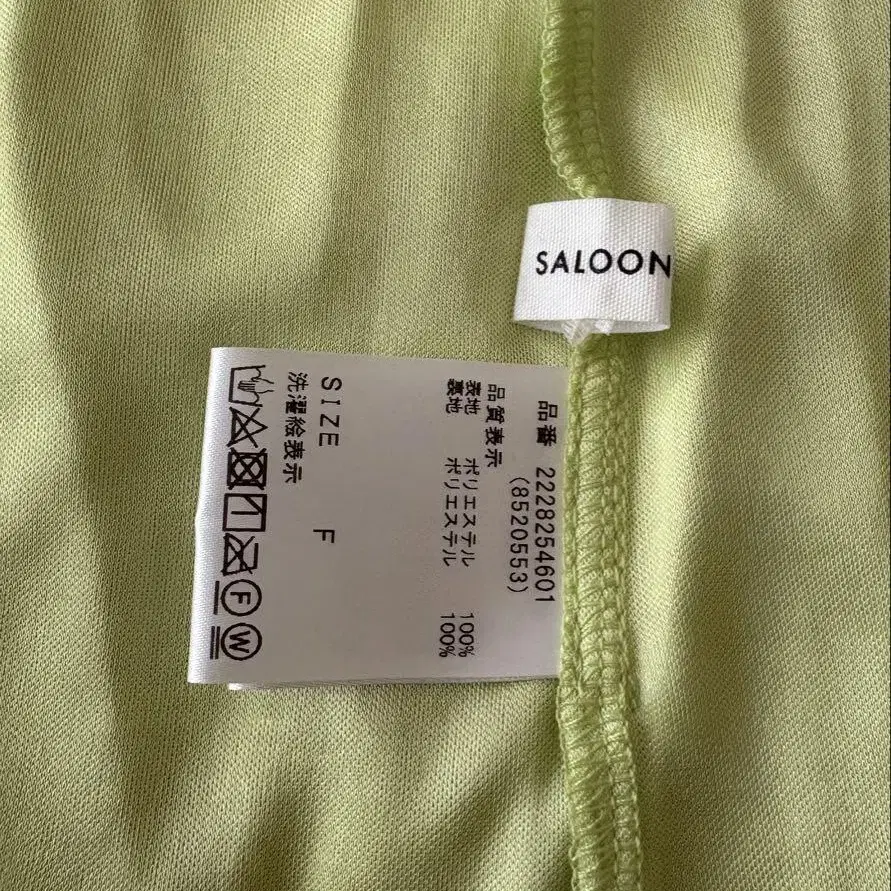 SALOON
品番 2228254601
(8520553)
品質表示
表地 ポリエステル 100%
裏地 ポリエステル 100%
SIZE F
洗濯絵表示
F
W